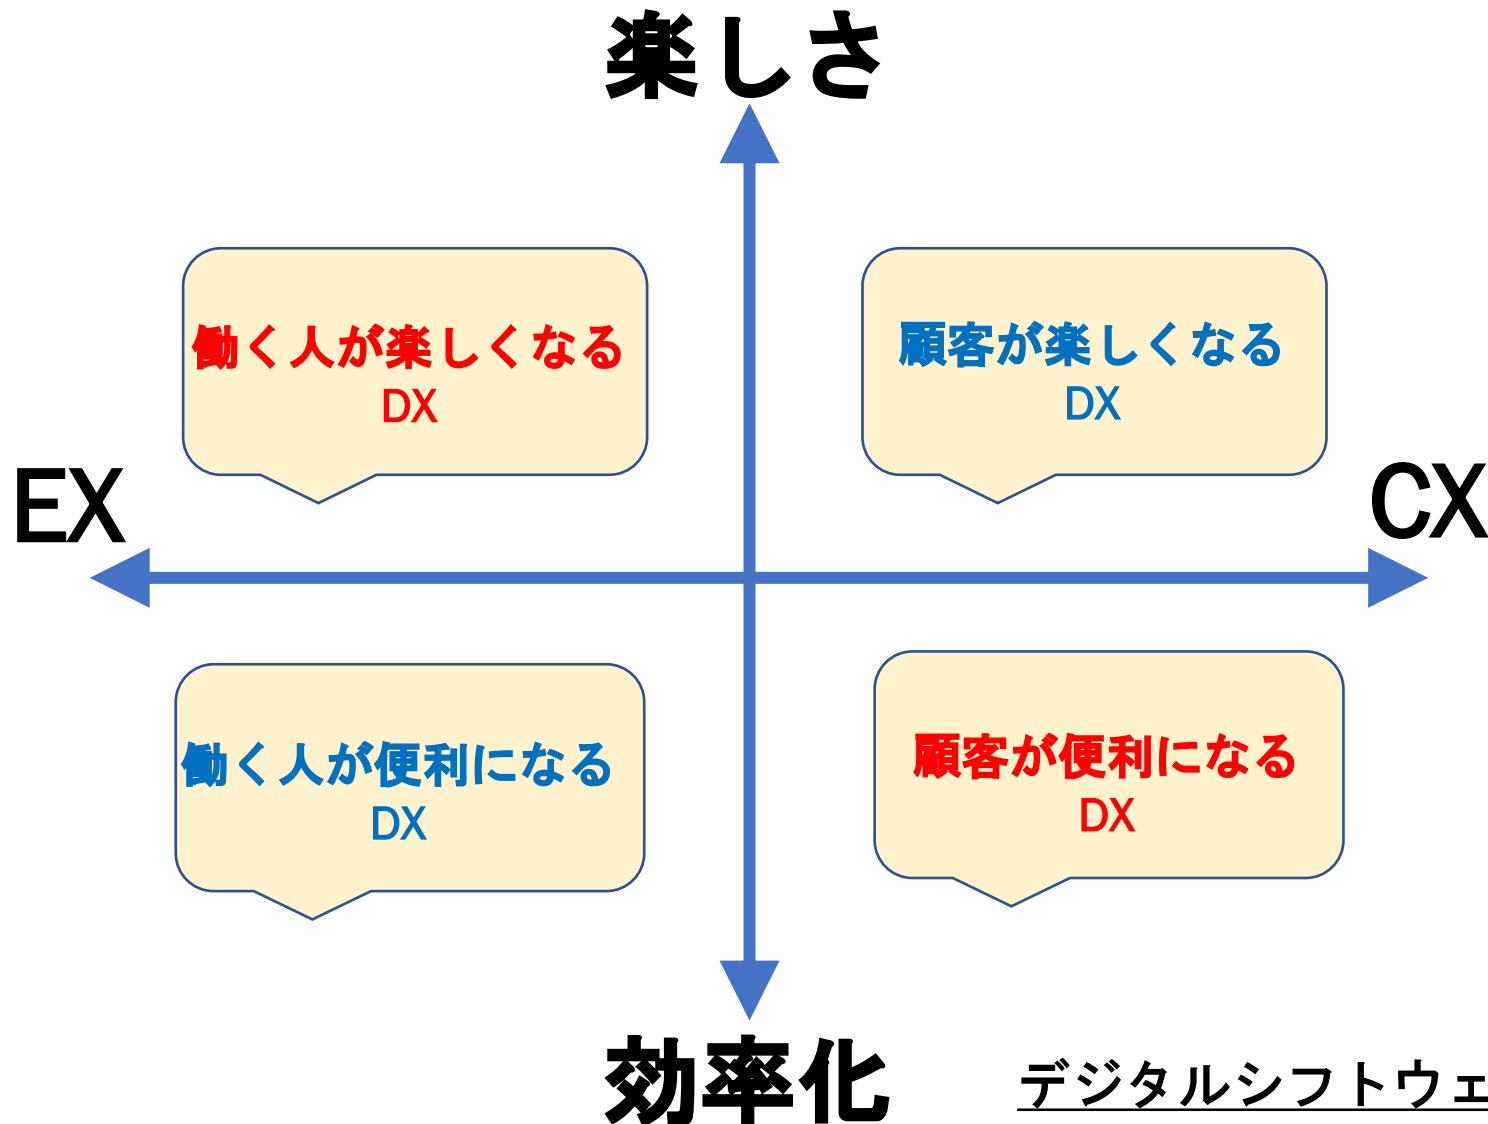 楽しさ
働く人が楽しくなる
DX
顧客が楽しくなる
DX
EX
CX
働く人が便利になる
DX
顧客が便利になる
DX
効率化
デジタルシフトウェ